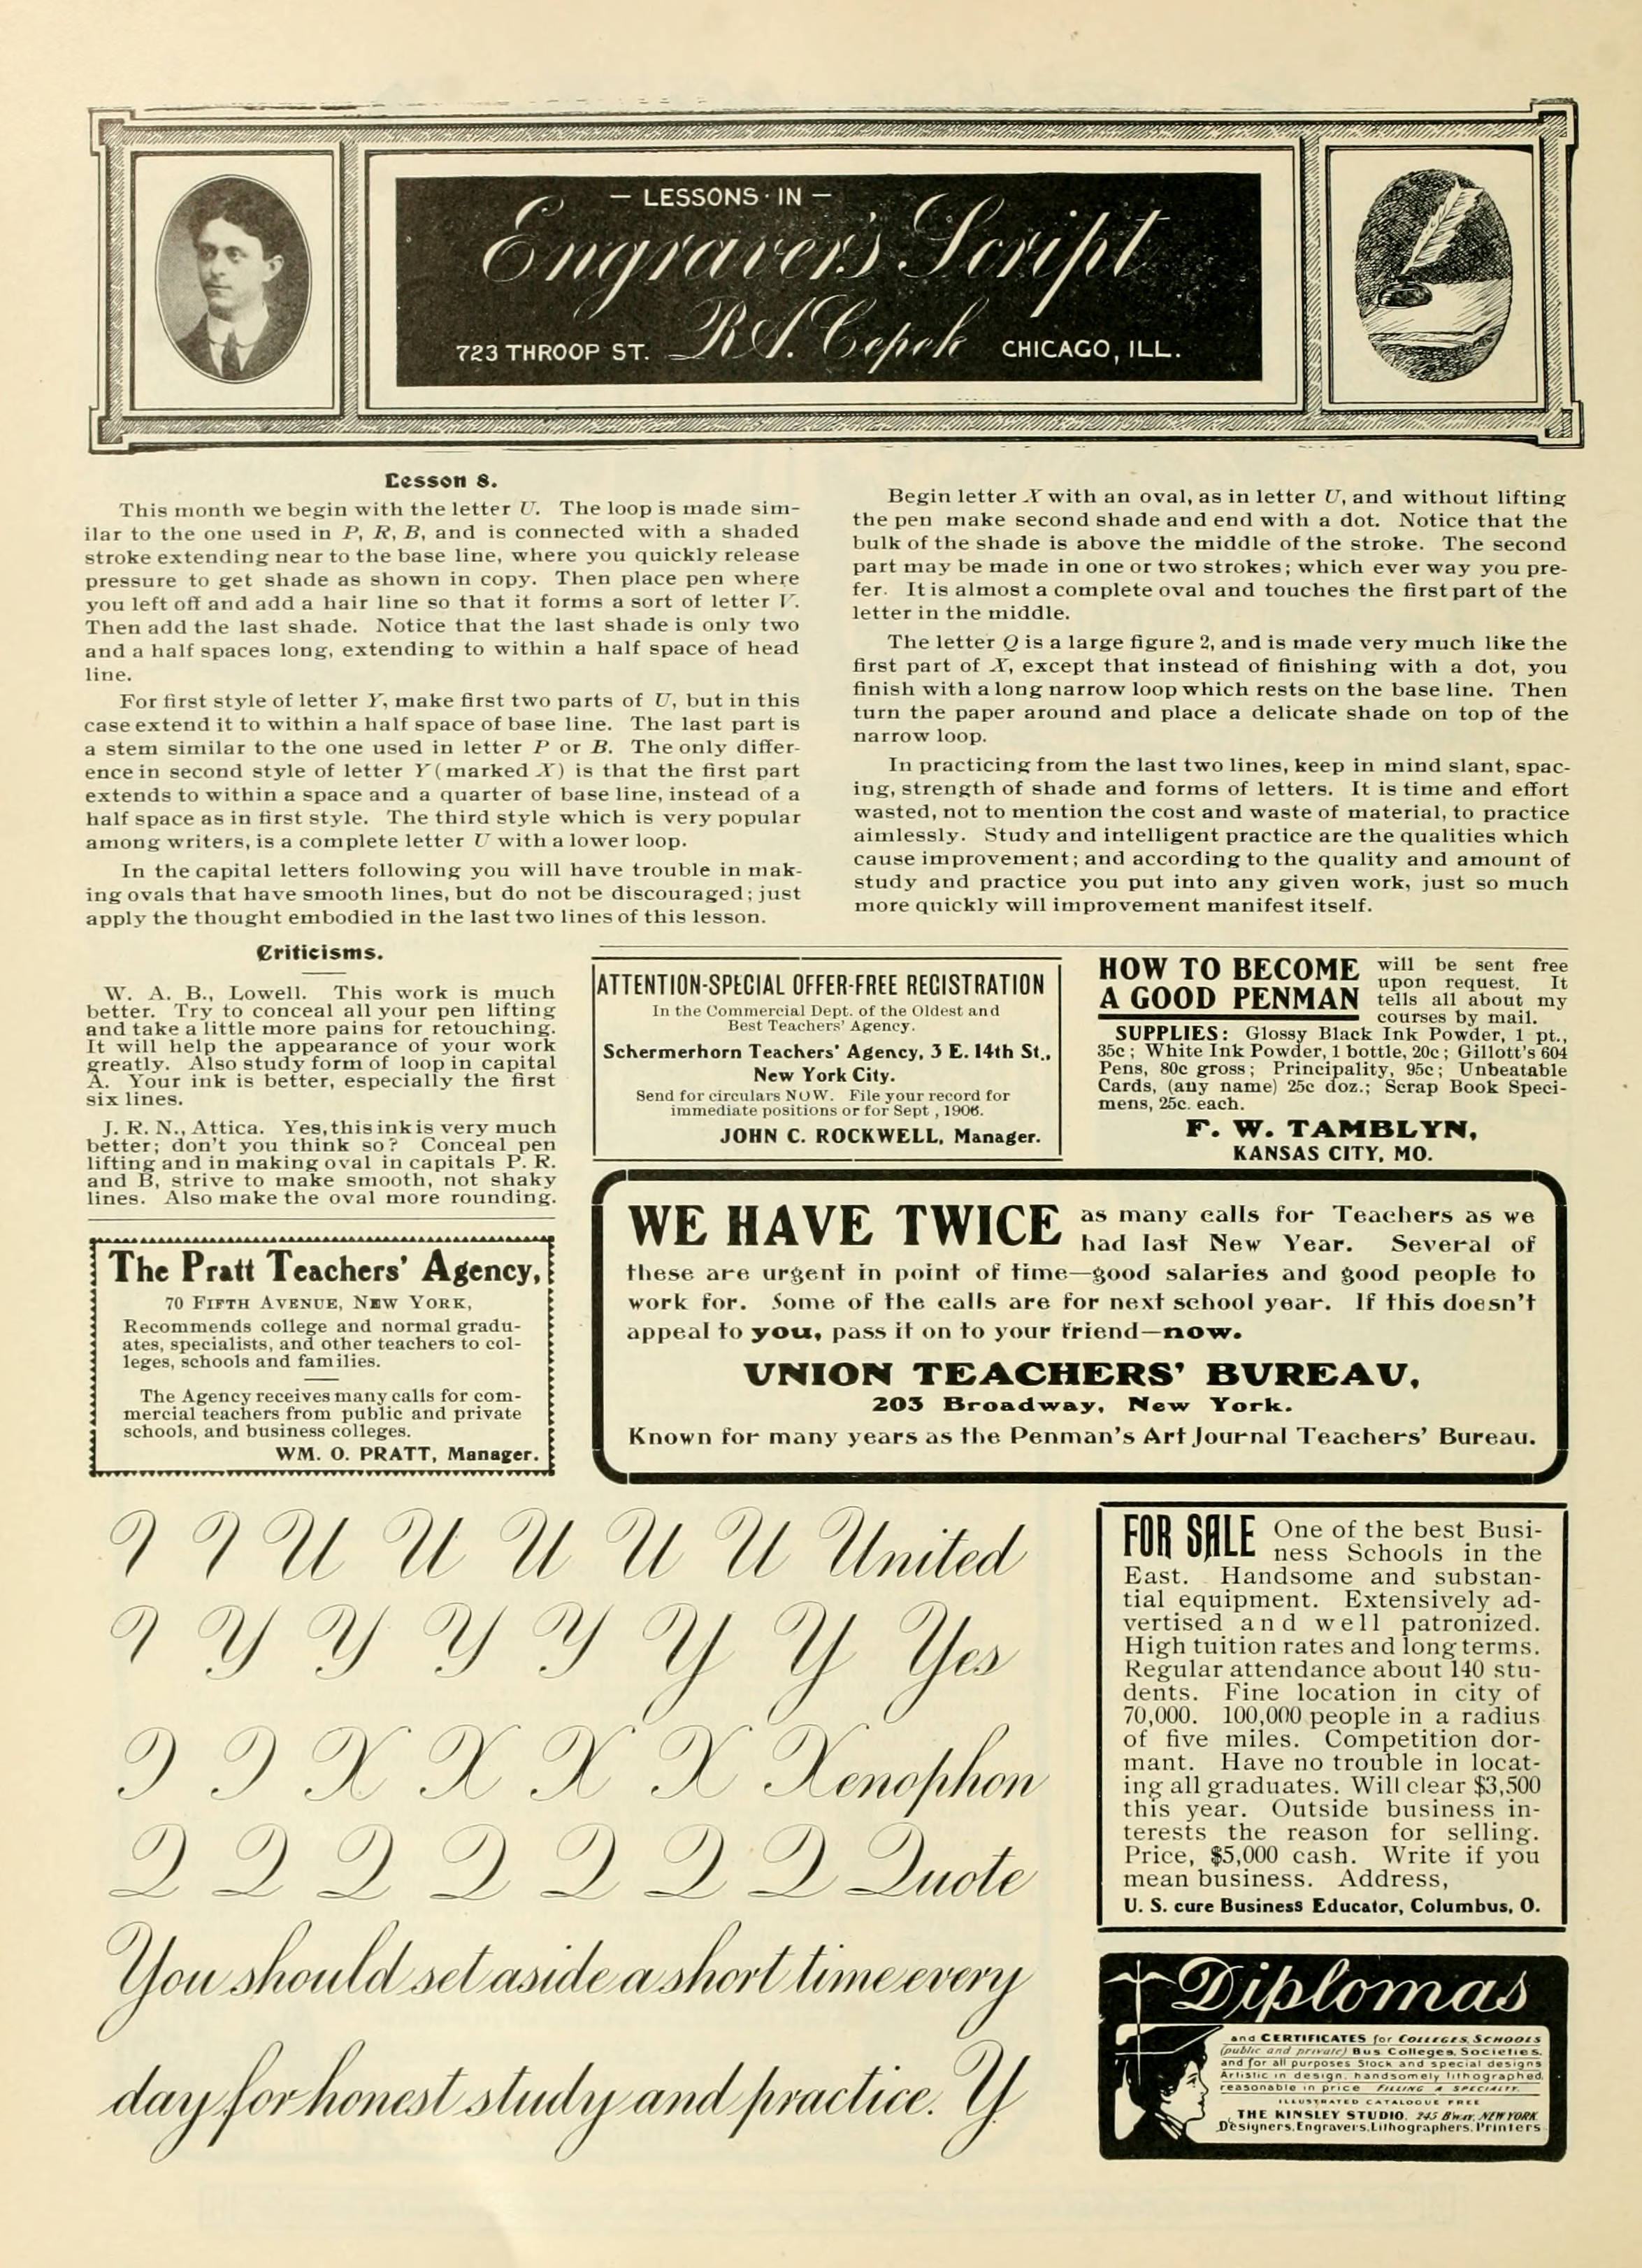 — LESSONS · IN —
Engraver's Script
723 THROOP ST. R. A. Cepek CHICAGO, ILL.
Lesson 8.
This month we begin with the letter U. The loop is made sim-
ilar to the one used in P, R, B, and is connected with a shaded
stroke extending near to the base line, where you quickly release
pressure to get shade as shown in copy. Then place pen where
you left off and add a hair line so that it forms a sort of letter V.
Then add the last shade. Notice that the last shade is only two
and a half spaces long, extending to within a half space of head
line.
For first style of letter Y, make first two parts of U, but in this
case extend it to within a half space of base line. The last part is
a stem similar to the one used in letter P or B. The only differ-
ence in second style of letter Y (marked X) is that the first part
extends to within a space and a quarter of base line, instead of a
half space as in first style. The third style which is very popular
among writers, is a complete letter U with a lower loop.
In the capital letters following you will have trouble in mak-
ing ovals that have smooth lines, but do not be discouraged; just
apply the thought embodied in the last two lines of this lesson.
Begin letter X with an oval, as in letter U, and without lifting
the pen make second shade and end with a dot. Notice that the
bulk of the shade is above the middle of the stroke. The second
part may be made in one or two strokes; which ever way you pre-
fer. It is almost a complete oval and touches the first part of the
letter in the middle.
The letter Q is a large figure 2, and is made very much like the
first part of X, except that instead of finishing with a dot, you
finish with a long narrow loop which rests on the base line. Then
turn the paper around and place a delicate shade on top of the
narrow loop.
In practicing from the last two lines, keep in mind slant, spac-
ing, strength of shade and forms of letters. It is time and effort
wasted, not to mention the cost and waste of material, to practice
aimlessly. Study and intelligent practice are the qualities which
cause improvement; and according to the quality and amount of
study and practice you put into any given work, just so much
more quickly will improvement manifest itself.
Criticisms.
W. A. B., Lowell. This work is much
better. Try to conceal all your pen lifting
and take a little more pains for retouching.
It will help the appearance of your work
greatly. Also study form of loop in capital
A. Your ink is better, especially the first
six lines.
J. R. N., Attica. Yes, this ink is very much
better; don't you think so? Conceal pen
lifting and in making oval in capitals P. R.
and B, strive to make smooth, not shaky
lines. Also make the oval more rounding.
The Pratt Teachers' Agency,
70 FIFTH AVENUE, NEW YORK,
Recommends college and normal gradu-
ates, specialists, and other teachers to col-
leges, schools and families.
The Agency receives many calls for com-
mercial teachers from public and private
schools, and business colleges.
WM. O. PRATT, Manager.
ATTENTION-SPECIAL OFFER-FREE REGISTRATION
In the Commercial Dept. of the Oldest and
Best Teachers' Agency.
Schermerhorn Teachers' Agency, 3 E. 14th St.,
New York City.
Send for circulars NOW. File your record for
immediate positions or for Sept , 1906.
JOHN C. ROCKWELL, Manager.
HOW TO BECOME A GOOD PENMAN will be sent free
upon request. It
tells all about my
courses by mail.
SUPPLIES: Glossy Black Ink Powder, 1 pt.,
35c; White Ink Powder, 1 bottle, 20c; Gillott's 604
Pens, 80c gross; Principality, 95c; Unbeatable
Cards, (any name) 25c doz.; Scrap Book Speci-
mens, 25c. each.
F. W. TAMBLYN,
KANSAS CITY, MO.
WE HAVE TWICE as many calls for Teachers as we
had last New Year. Several of
these are urgent in point of time—good salaries and good people to
work for. Some of the calls are for next school year. If this doesn't
appeal to you, pass it on to your friend—now.
UNION TEACHERS' BUREAU,
203 Broadway, New York.
Known for many years as the Penman's Art Journal Teachers' Bureau.
U U U U U United
Y Y Y Y Y Y Yes
X X X X Xenophon
Q Q Q Q Q Q Q Quote
You should set aside a short time every
day for honest study and practice. Y
FOR SALE One of the best Busi-
ness Schools in the
East. Handsome and substan-
tial equipment. Extensively ad-
vertised and well patronized.
High tuition rates and long terms.
Regular attendance about 140 stu-
dents. Fine location in city of
70,000. 100,000 people in a radius
of five miles. Competition dor-
mant. Have no trouble in locat-
ing all graduates. Will clear $3,500
this year. Outside business in-
terests the reason for selling.
Price, $5,000 cash. Write if you
mean business. Address,
U. S. cure Business Educator, Columbus, O.
Diplomas
and CERTIFICATES for COLLEGES, SCHOOLS
(public and private) Bus Colleges, Societies,
and for all purposes Stock and special designs
Artistic in design, handsomely lithographed,
reasonable in price FILLING A SPECIALTY.
ILLUSTRATED CATALOGUE FREE
THE KINSLEY STUDIO, 245 B'way, NEW YORK
Designers, Engravers, Lithographers, Printers